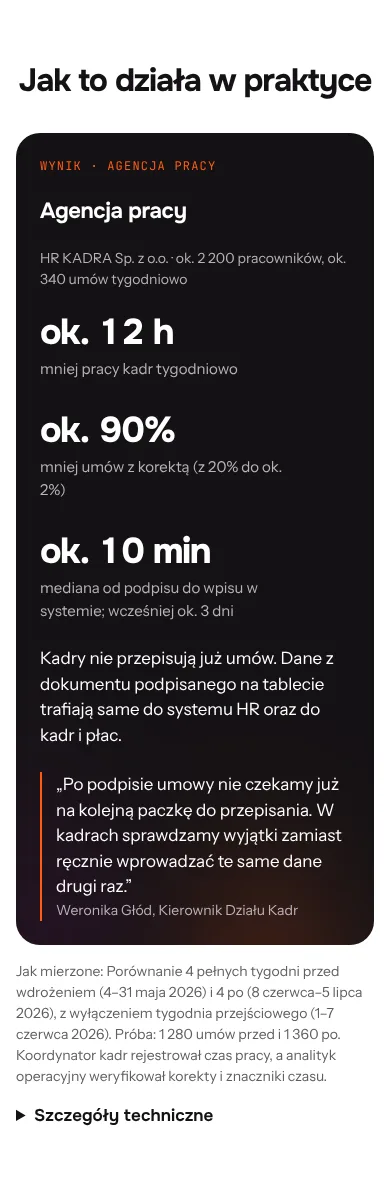 Jak to działa w praktyce
WYNIK · AGENCJA PRACY
Agencja pracy
HR KADRA Sp. z o.o. · ok. 2 200 pracowników, ok.
340 umów tygodniowo
ok. 12 h
mniej pracy kadr tygodniowo
ok. 90%
mniej umów z korektą (z 20% do ok.
2%)
ok. 10 min
mediana od podpisu do wpisu w
systemie; wcześniej ok. 3 dni
Kadry nie przepisują już umów. Dane z
dokumentu podpisanego na tablecie
trafiają same do systemu HR oraz do
kadr i płac.
„Po podpisie umowy nie czekamy już
na kolejną paczkę do przepisania. W
kadrach sprawdzamy wyjątki zamiast
ręcznie wprowadzać te same dane
drugi raz.”
Weronika Głód, Kierownik Działu Kadr
Jak mierzone: Porównanie 4 pełnych tygodni przed
wdrożeniem (4–31 maja 2026) i 4 po (8 czerwca–5 lipca
2026), z wyłączeniem tygodnia przejściowego (1–7
czerwca 2026). Próba: 1 280 umów przed i 1 360 po.
Koordynator kadr rejestrował czas pracy, a analityk
operacyjny weryfikował korekty i znaczniki czasu.
Szczegóły techniczne